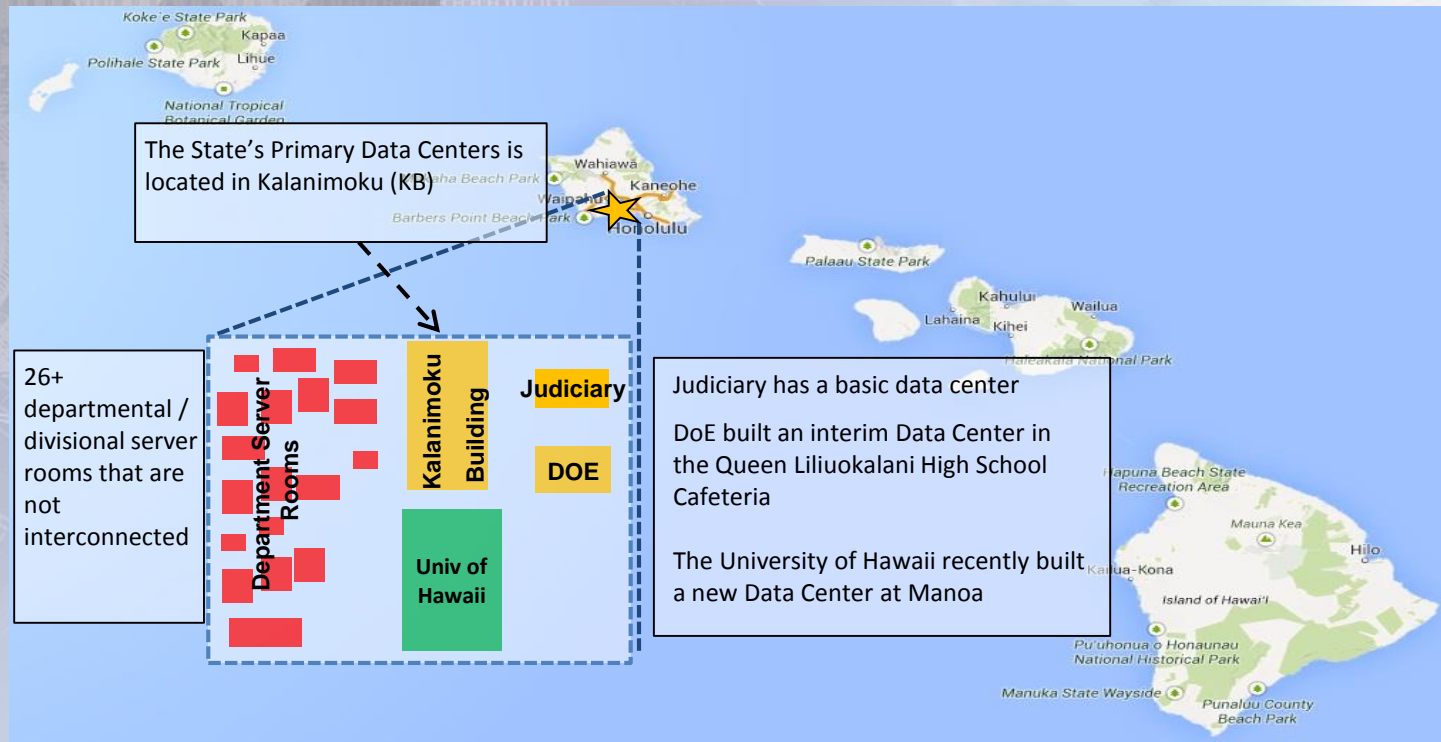 Koke'e State Park
Kapaa
Polihale State Park
Lihue
National Tropical
Botanical Garden
The State's Primary Data Centers is
located in Kalanimoku (KB)
Wahiawā
Beach Park
Kaneohe
Waipahu
Barbers Point Beach Park
Honolulu
Palaau State Park
Kahului
Wailua
Lahaina
Kihei
Haleakalā National Park
26+
departmental /
divisional server
rooms that are
not
interconnected
Department Server
Rooms
Kalanimoku
Building
Judiciary
DOE
Univ of
Hawaii
Judiciary has a basic data center
DoE built an interim Data Center in
the Queen Liliuokalani High School
Cafeteria
The University of Hawaii recently built
a new Data Center at Manoa
Hapuna Beach State
Recreation Area
Mauna Kea
Hilo
Kailua-Kona
Island of Hawai'i
Pu'uhonua o Honaunau
National Historical Park
Manuka State Wayside
Punaluu County
Beach Park